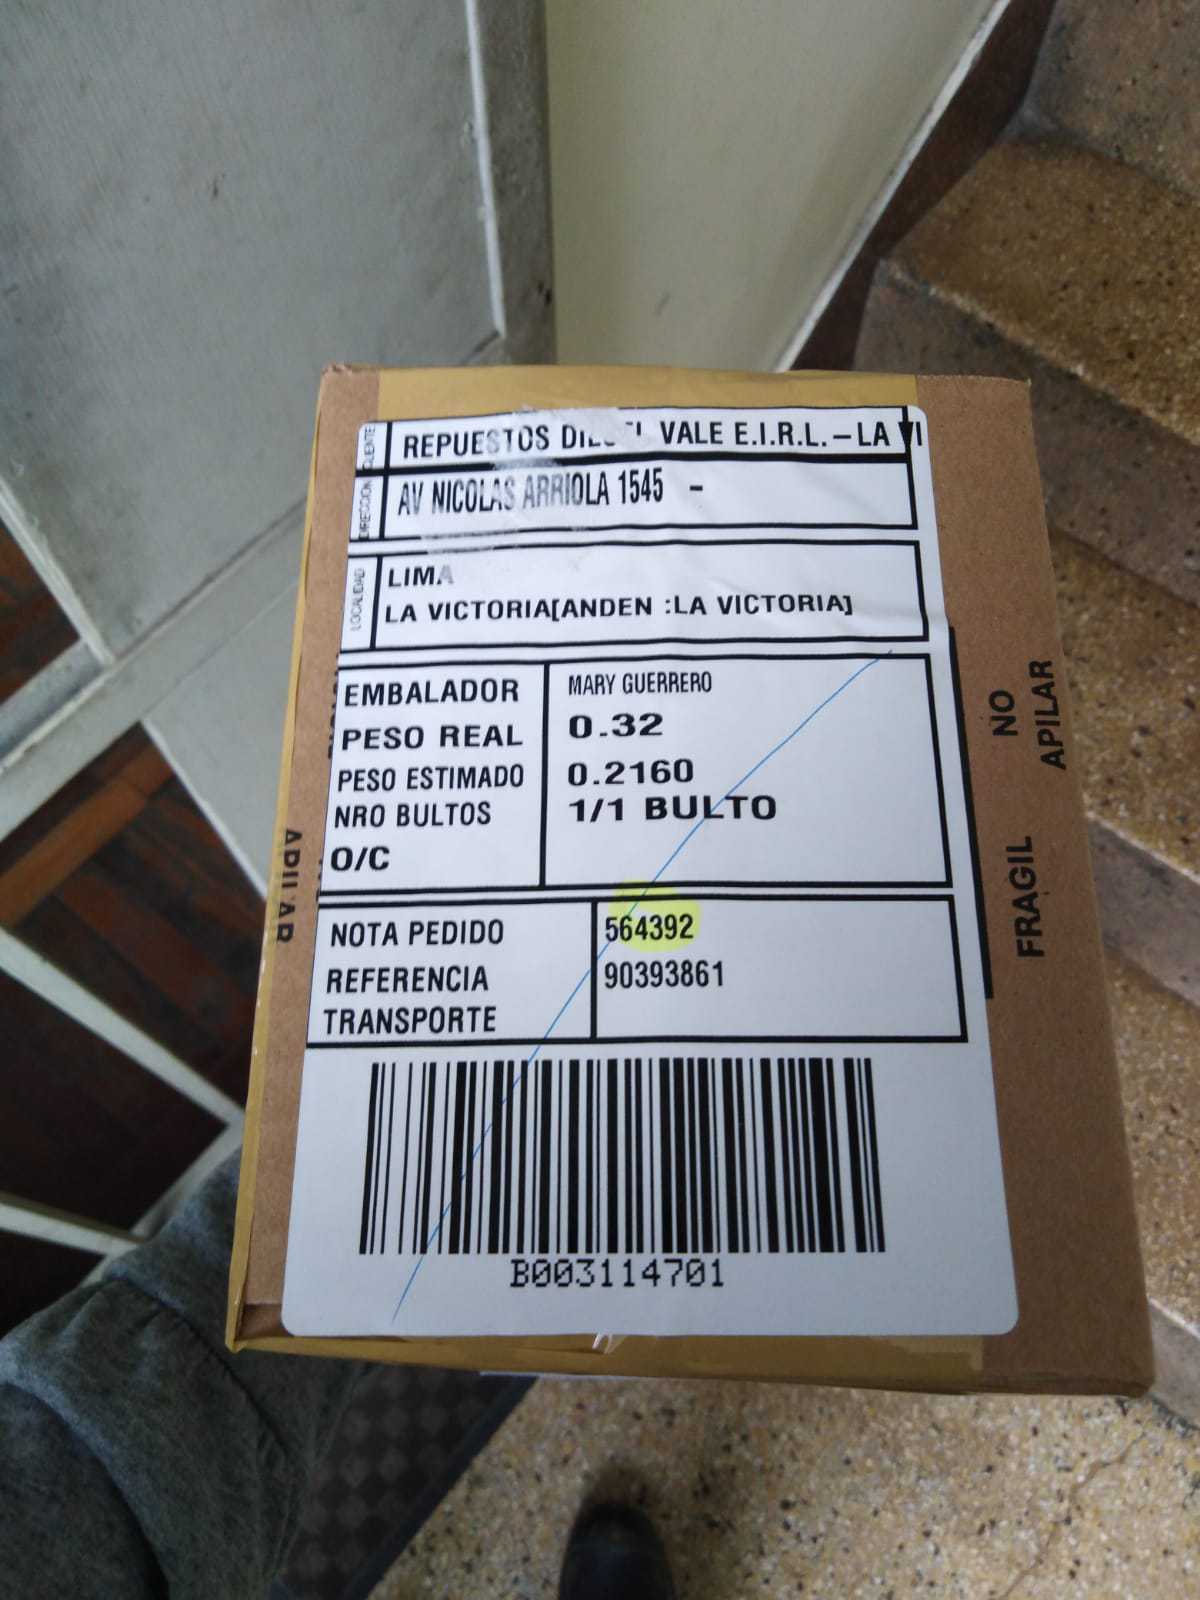 CLIENTE REPUESTOS VALE E.I.R.L. – LA VI
DIRECCION AV NICOLAS ARRIOLA 1545 –
LOCALIDAD LIMA
LA VICTORIA[ANDEN :LA VICTORIA]
EMBALADOR MARY GUERRERO
PESO REAL 0.32
PESO ESTIMADO 0.2160
NRO BULTOS 1/1 BULTO
O/C
NOTA PEDIDO 564392
REFERENCIA 90393861
TRANSPORTE
B003114701
FRAGIL NO
APILAR
APILAR